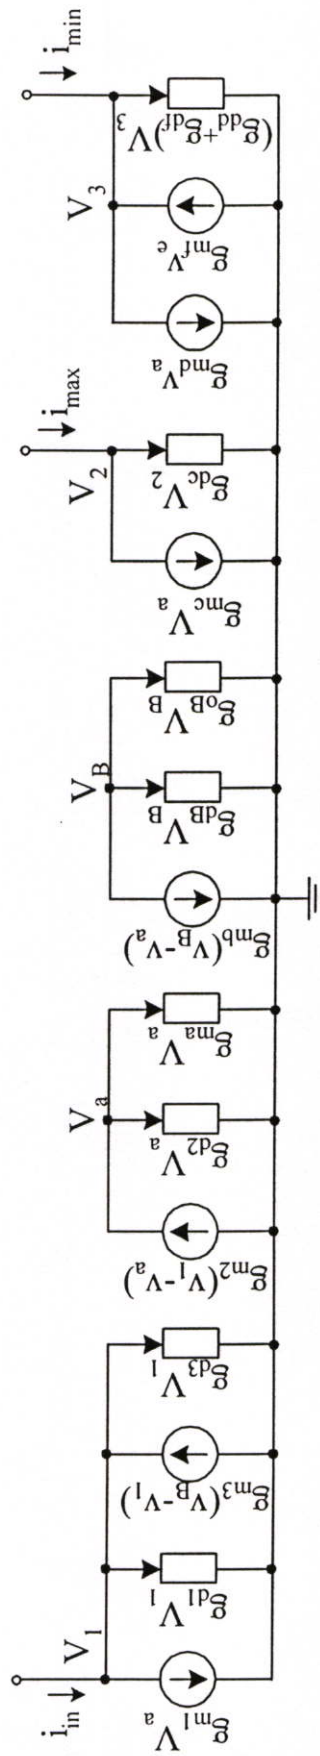 i_in
V_1
g_m1 V_a
g_d1 V_1
g_m3(V_B-V_1)
g_d3 V_1
V_a
g_m2(V_1-V_a)
g_d2 V_a
g_ma V_a
V_B
g_mb(V_B-V_a)
g_dB V_B
g_oB V_B
V_2
i_max
g_mc V_a
g_dc V_2
V_3
i_min
g_md V_a
g_mf V_e
(g_dd+g_df)V_3